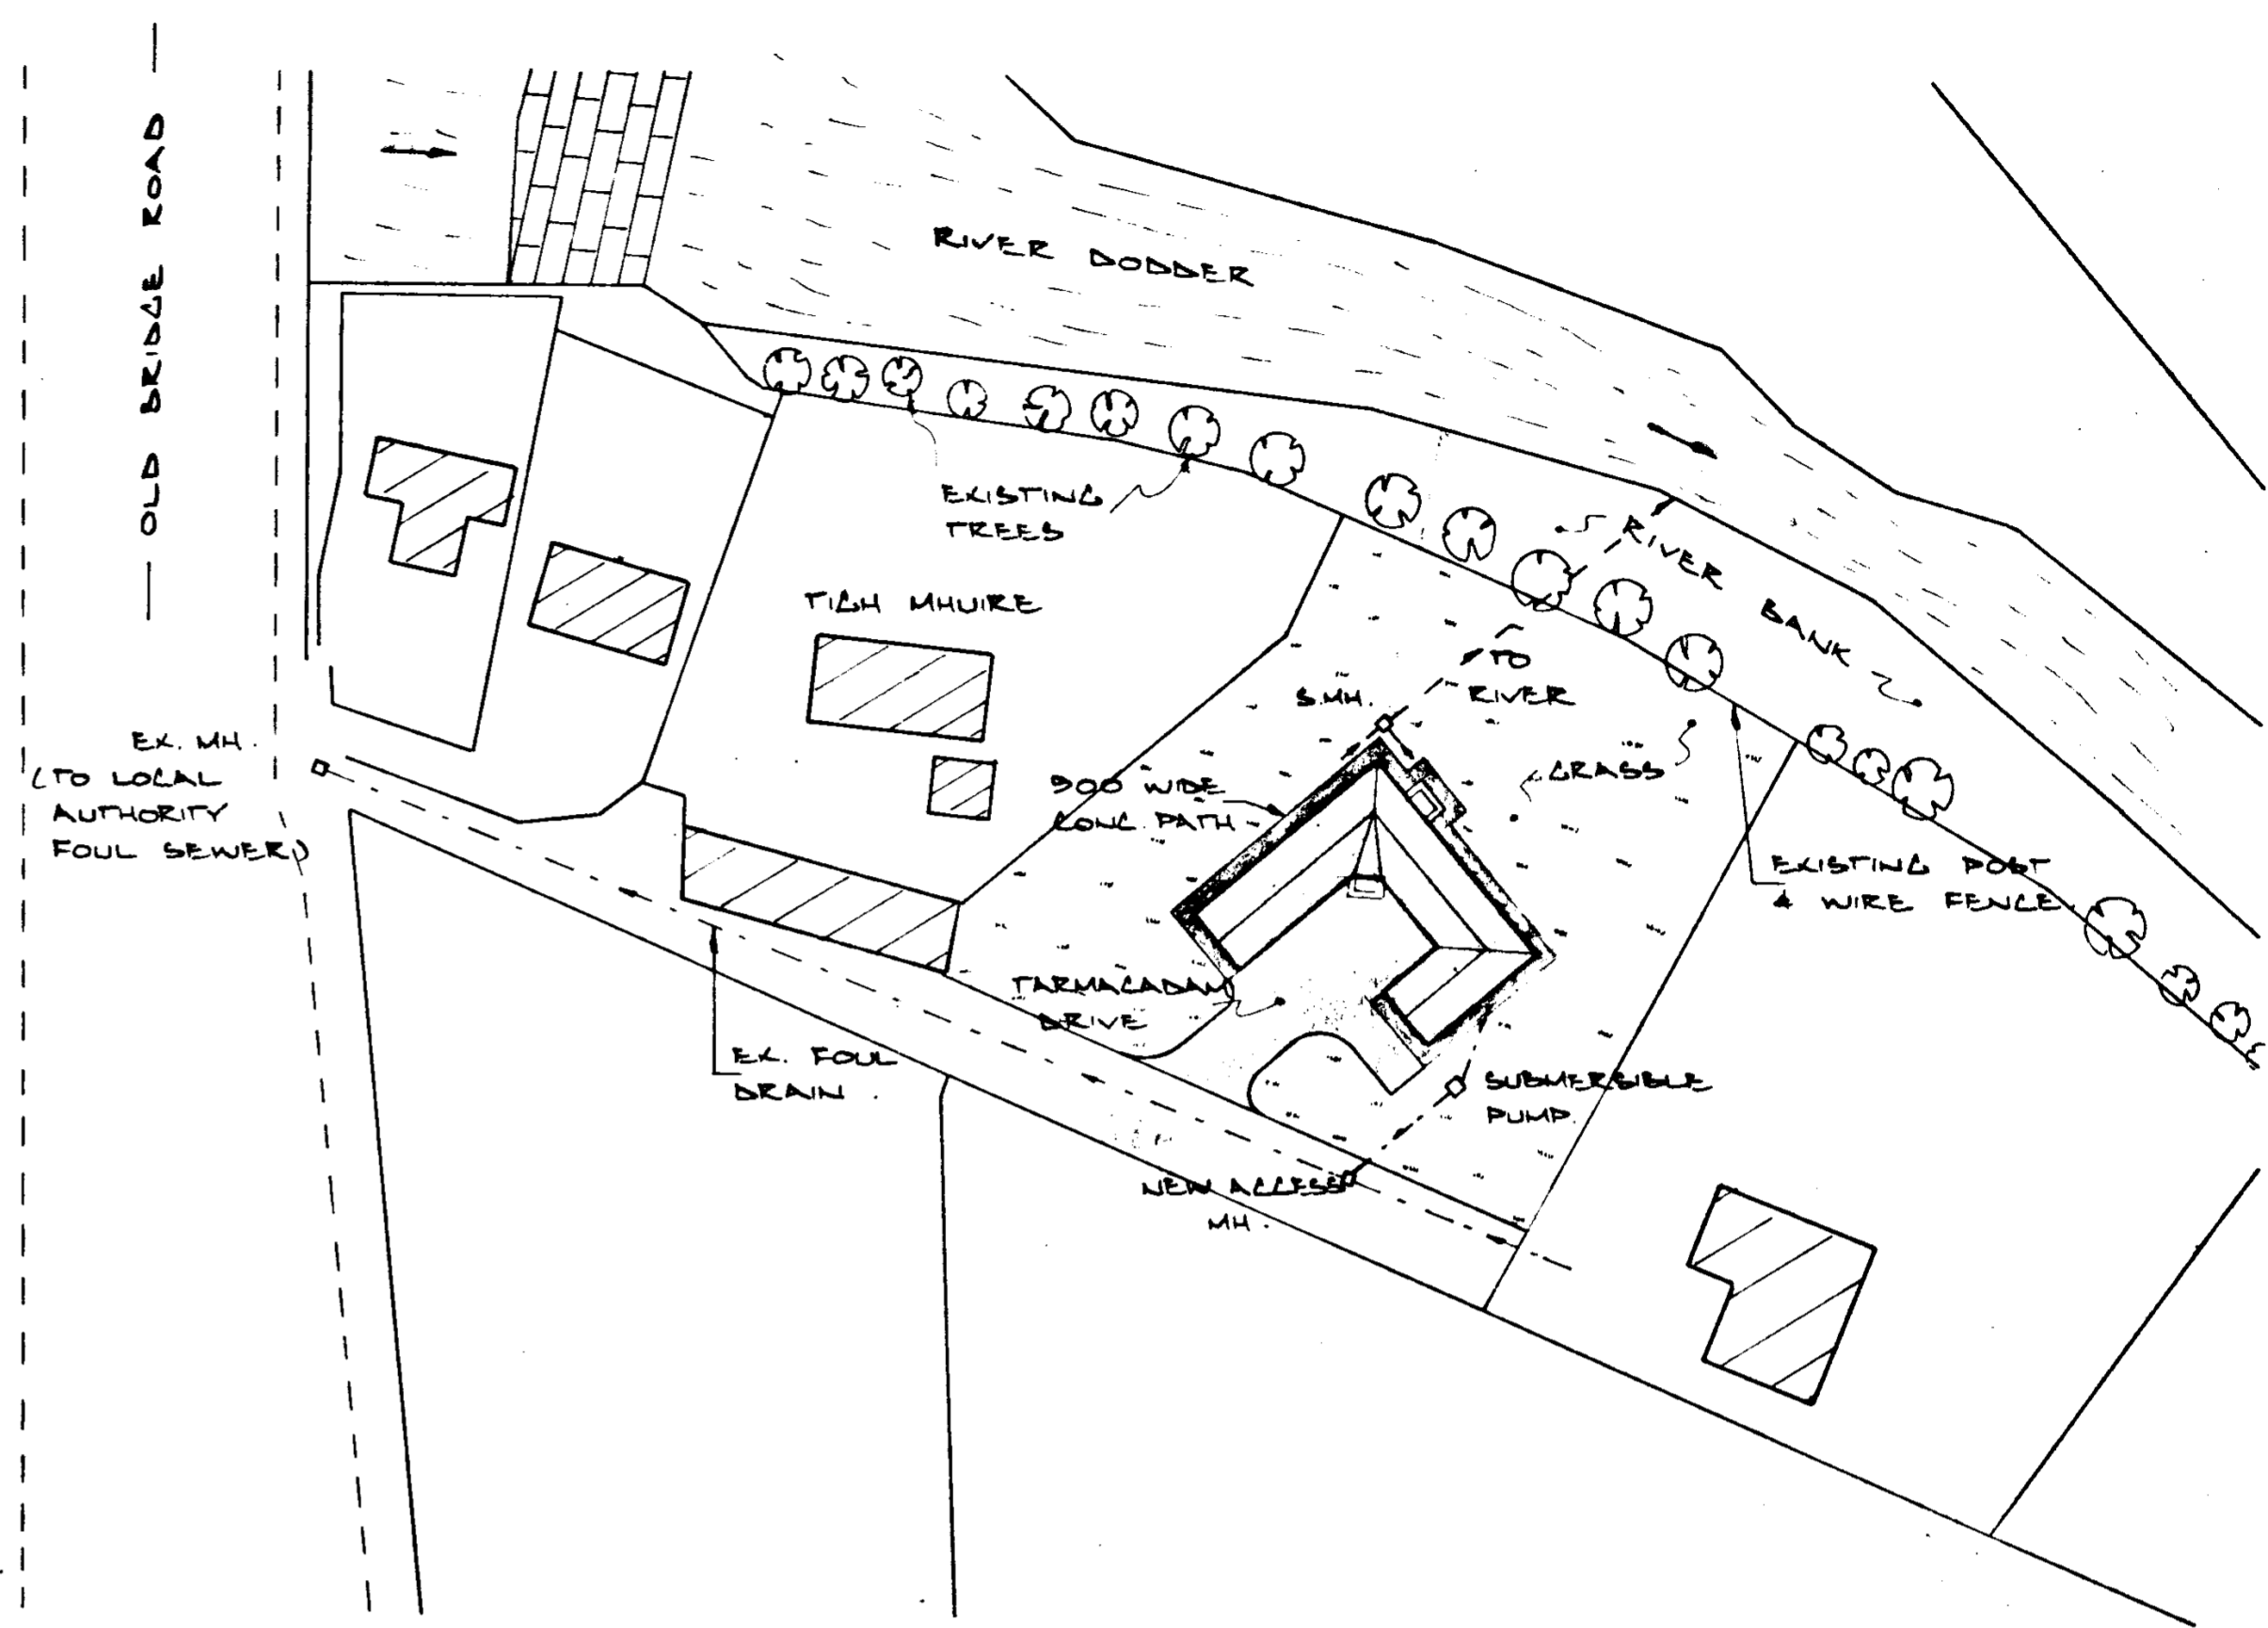 OLD BRIDGE ROAD
RIVER DODDER
EXISTING
TREES
RIVER BANK
TIGH MHUIRE
TO
RIVER
S.MH.
EX. MH.
(TO LOCAL
AUTHORITY
FOUL SEWER)
900 WIDE
CONC. PATH
GRASS
EXISTING POST
& WIRE FENCE
TARMACADAM
DRIVE
EX. FOUL
DRAIN.
SUBMERSIBLE
PUMP.
NEW ACCESS
MH.